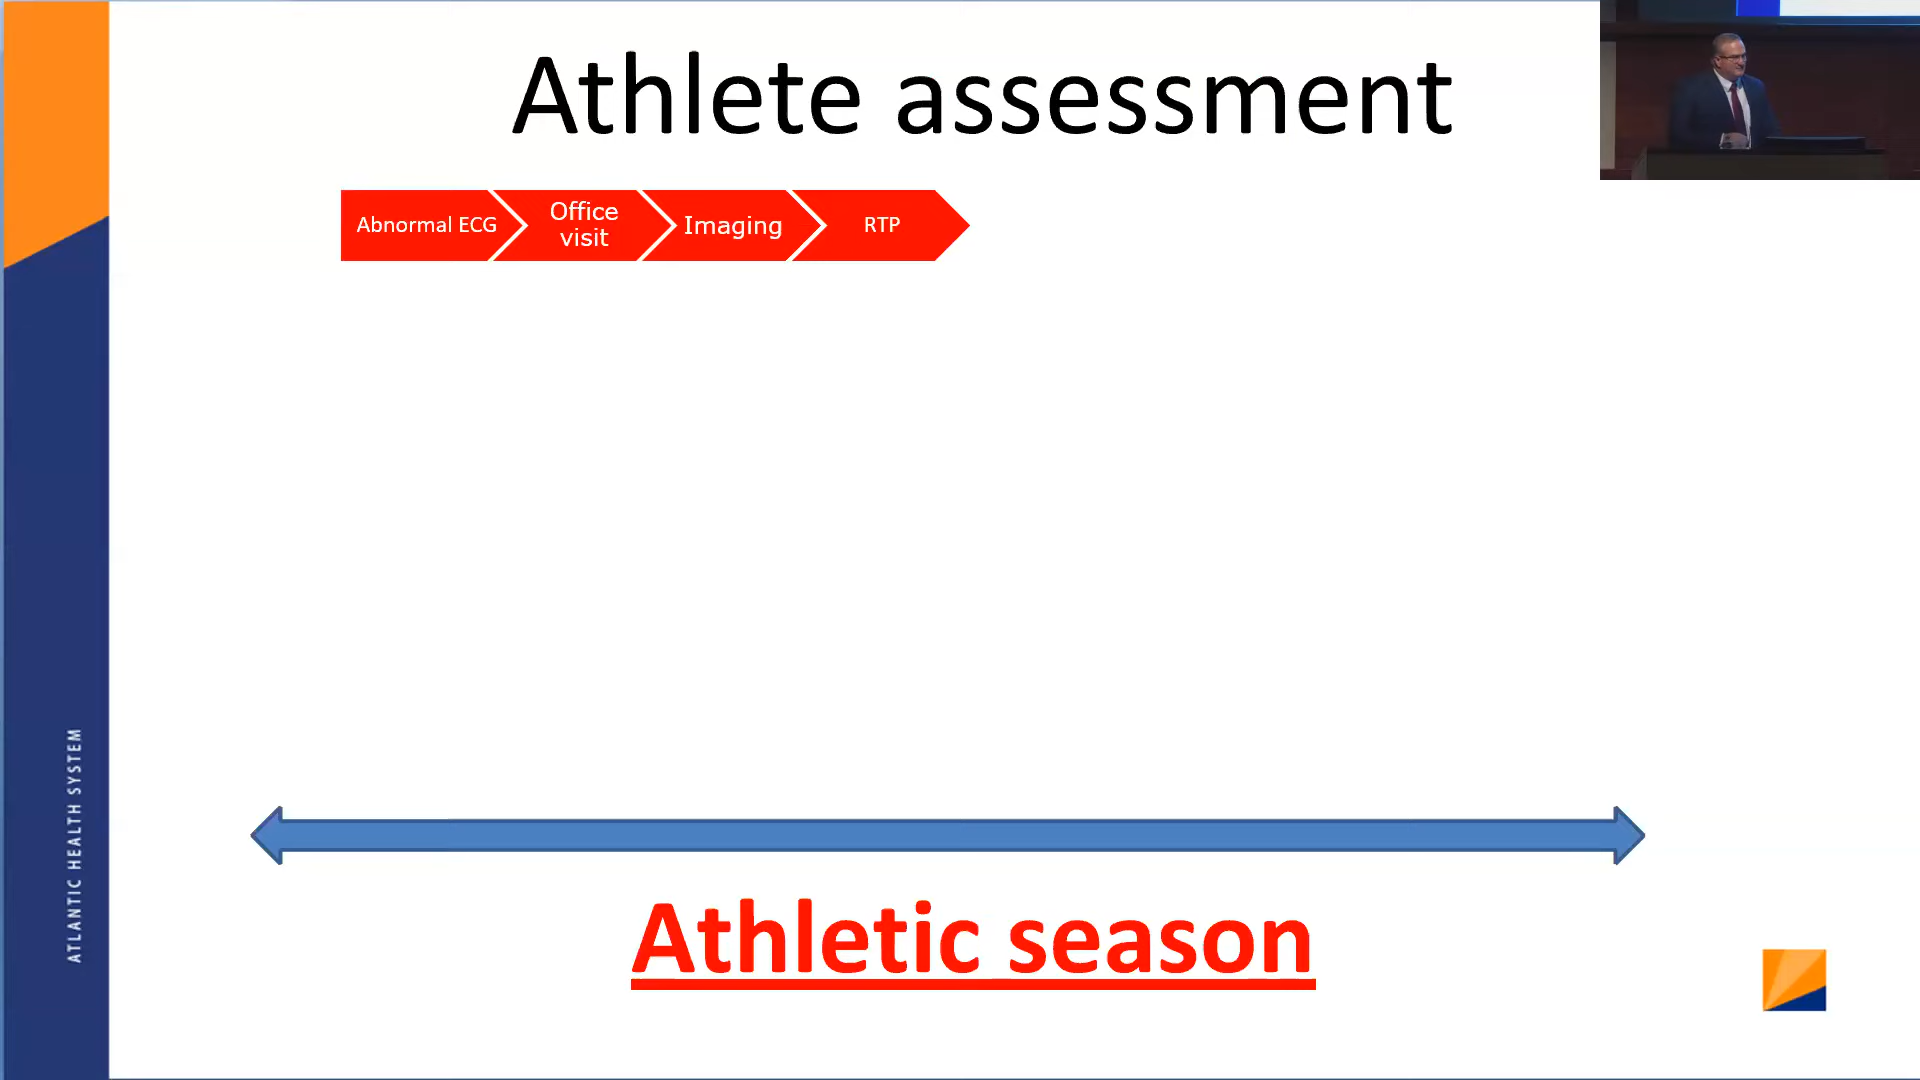 Athlete assessment
Abnormal ECG
Office
visit
Imaging
RTP
Athletic season
ATLANTIC HEALTH SYSTEM